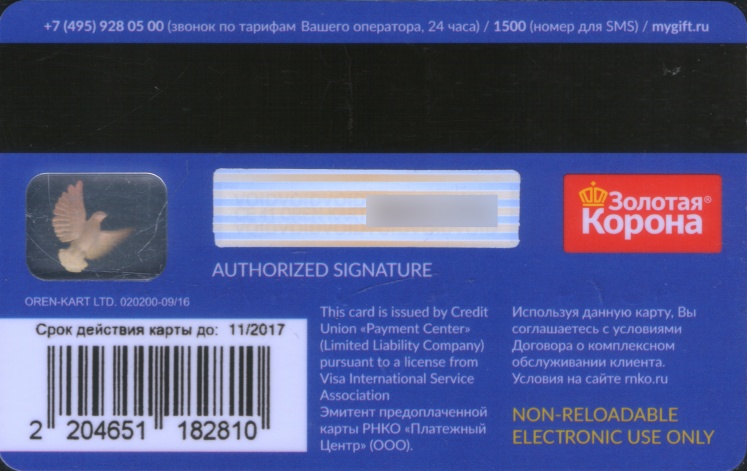 +7 (495) 928 05 00 (звонок по тарифам Вашего оператора, 24 часа) / 1500 (номер для SMS) / mygift.ru
Золотая®
Корона
AUTHORIZED SIGNATURE
OREN-KART LTD. 020200-09/16
Срок действия карты до: 11/2017
2 204651 182810
This card is issued by Credit
Union «Payment Center»
(Limited Liability Company)
pursuant to a license from
Visa International Service
Association
Эмитент предоплаченной
карты РНКО «Платежный
Центр» (ООО).
Используя данную карту, Вы
соглашаетесь с условиями
Договора о комплексном
обслуживании клиента.
Условия на сайте rnko.ru
NON-RELOADABLE
ELECTRONIC USE ONLY